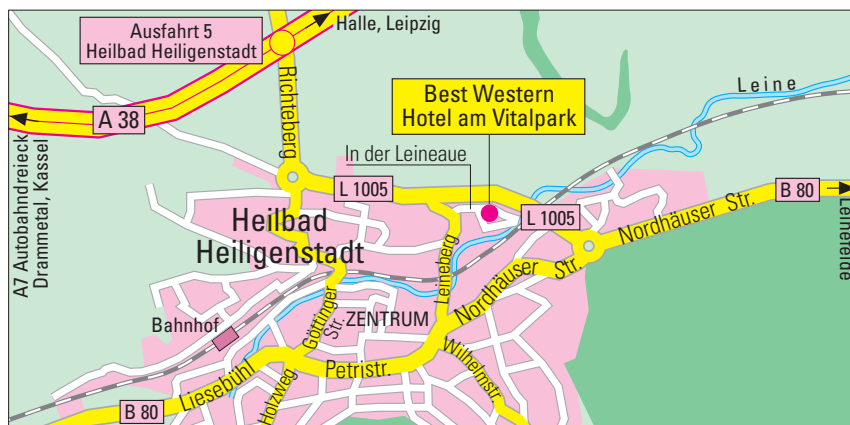 Ausfahrt 5
Heilbad Heiligenstadt
Halle, Leipzig
A 38
A7 Autobahndreieck
Drammetal, Kassel
Richteberg
Best Western
Hotel am Vitalpark
In der Leineaue
Leine
L 1005
L 1005
B 80
Leinefelde
Nordhäuser Str.
Heilbad
Heiligenstadt
Leineberg
Nordhäuser Str.
Göttinger
Str.
ZENTRUM
Bahnhof
Liesebühl
Petristr.
Wilhelmstr.
Holzweg
B 80